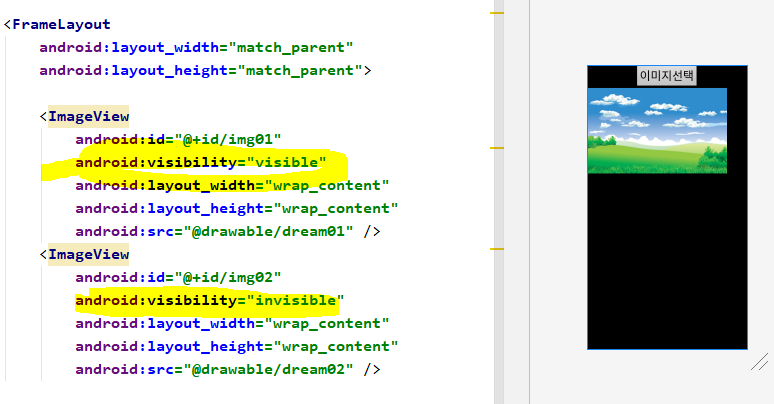 <FrameLayout
android:layout_width="match_parent"
android:layout_height="match_parent">
<ImageView
android:id="@+id/img01"
android:visibility="visible"
android:layout_width="wrap_content"
android:layout_height="wrap_content"
android:src="@drawable/dream01" />
<ImageView
android:id="@+id/img02"
android:visibility="invisible"
android:layout_width="wrap_content"
android:layout_height="wrap_content"
android:src="@drawable/dream02" />
이미지선택